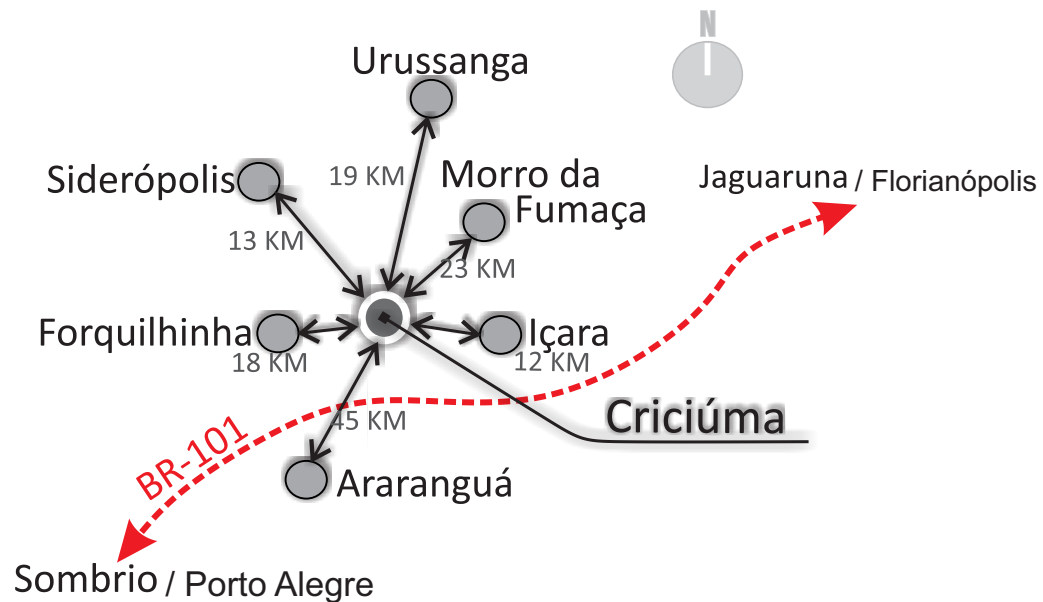 N
Urussanga
Siderópolis
19 KM
Morro da
Fumaça
Jaguaruna / Florianópolis
13 KM
23 KM
Forquilhinha
Içara
18 KM
12 KM
45 KM
Criciúma
BR-101
Araranguá
Sombrio / Porto Alegre